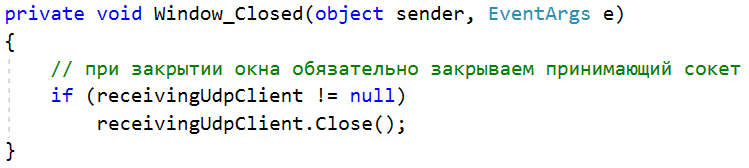 private void Window_Closed(object sender, EventArgs e)
{
    // при закрытии окна обязательно закрываем принимающий сокет
    if (receivingUdpClient != null)
        receivingUdpClient.Close();
}